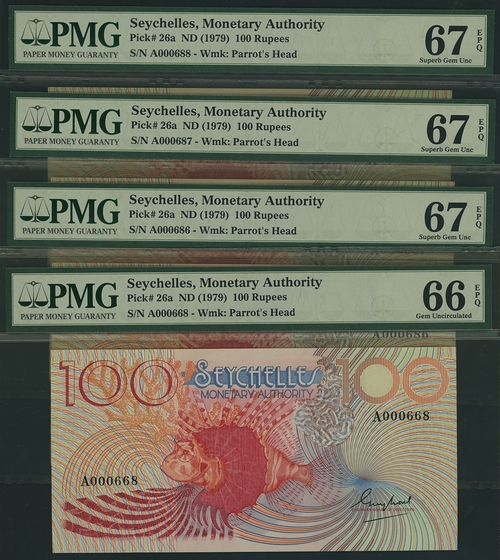 PMG
PAPER MONEY GUARANTY
Seychelles, Monetary Authority
Pick# 26a ND (1979) 100 Rupees
S/N A000688 - Wmk: Parrot's Head
67 EPQ
Superb Gem Unc
PMG
PAPER MONEY GUARANTY
Seychelles, Monetary Authority
Pick# 26a ND (1979) 100 Rupees
S/N A000687 - Wmk: Parrot's Head
67 EPQ
Superb Gem Unc
PMG
PAPER MONEY GUARANTY
Seychelles, Monetary Authority
Pick# 26a ND (1979) 100 Rupees
S/N A000686 - Wmk: Parrot's Head
67 EPQ
Superb Gem Unc
PMG
PAPER MONEY GUARANTY
Seychelles, Monetary Authority
Pick# 26a ND (1979) 100 Rupees
S/N A000668 - Wmk: Parrot's Head
66 EPQ
Gem Uncirculated
A000686
100 SEYCHELLES 100
MONETARY AUTHORITY
A000668
A000668